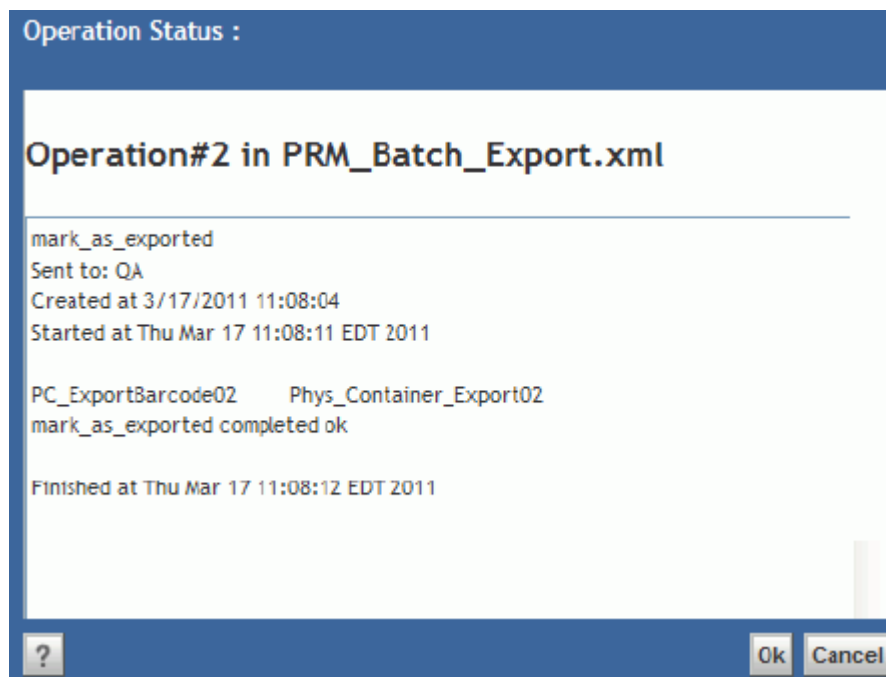 Operation Status :
Operation#2 in PRM_Batch_Export.xml
mark_as_exported
Sent to: QA
Created at 3/17/2011 11:08:04
Started at Thu Mar 17 11:08:11 EDT 2011
PC_ExportBarcode02 Phys_Container_Export02
mark_as_exported completed ok
Finished at Thu Mar 17 11:08:12 EDT 2011
? Ok Cancel